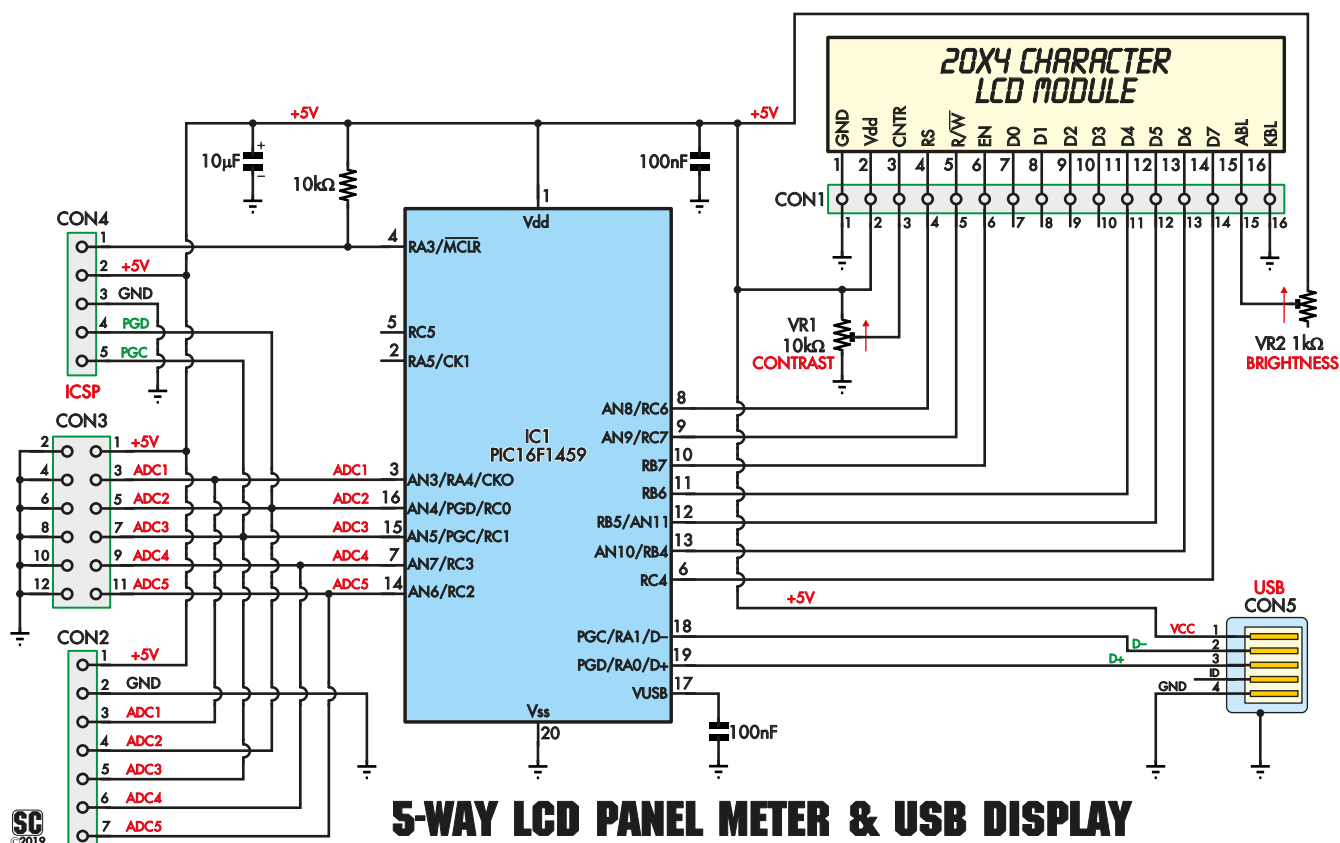 20X4 CHARACTER
LCD MODULE
GND Vdd CNTR RS R/W EN D0 D1 D2 D3 D4 D5 D6 D7 ABL KBL
1 2 3 4 5 6 7 8 9 10 11 12 13 14 15 16
CON1
1 2 3 4 5 6 7 8 9 10 11 12 13 14 15 16
+5V
+5V
10µF
+
–
10kΩ
100nF
VR1
10kΩ
CONTRAST
VR2 1kΩ
BRIGHTNESS
CON4
1
2 +5V
3 GND
4 PGD
5 PGC
ICSP
CON3
2 1 +5V
4 3 ADC1
6 5 ADC2
8 7 ADC3
10 9 ADC4
12 11 ADC5
CON2
1 +5V
2 GND
3 ADC1
4 ADC2
5 ADC3
6 ADC4
7 ADC5
1
Vdd
4 RA3/MCLR
5 RC5
2 RA5/CK1
IC1
PIC16F1459
ADC1 3 AN3/RA4/CKO
ADC2 16 AN4/PGD/RC0
ADC3 15 AN5/PGC/RC1
ADC4 7 AN7/RC3
ADC5 14 AN6/RC2
AN8/RC6 8
AN9/RC7 9
RB7 10
RB6 11
RB5/AN11 12
AN10/RB4 13
RC4 6
PGC/RA1/D– 18
PGD/RA0/D+ 19
VUSB 17
Vss
20
100nF
+5V
USB
CON5
VCC 1
D– 2
D+ 3
ID
GND 4
SC
©2019
5-WAY LCD PANEL METER & USB DISPLAY